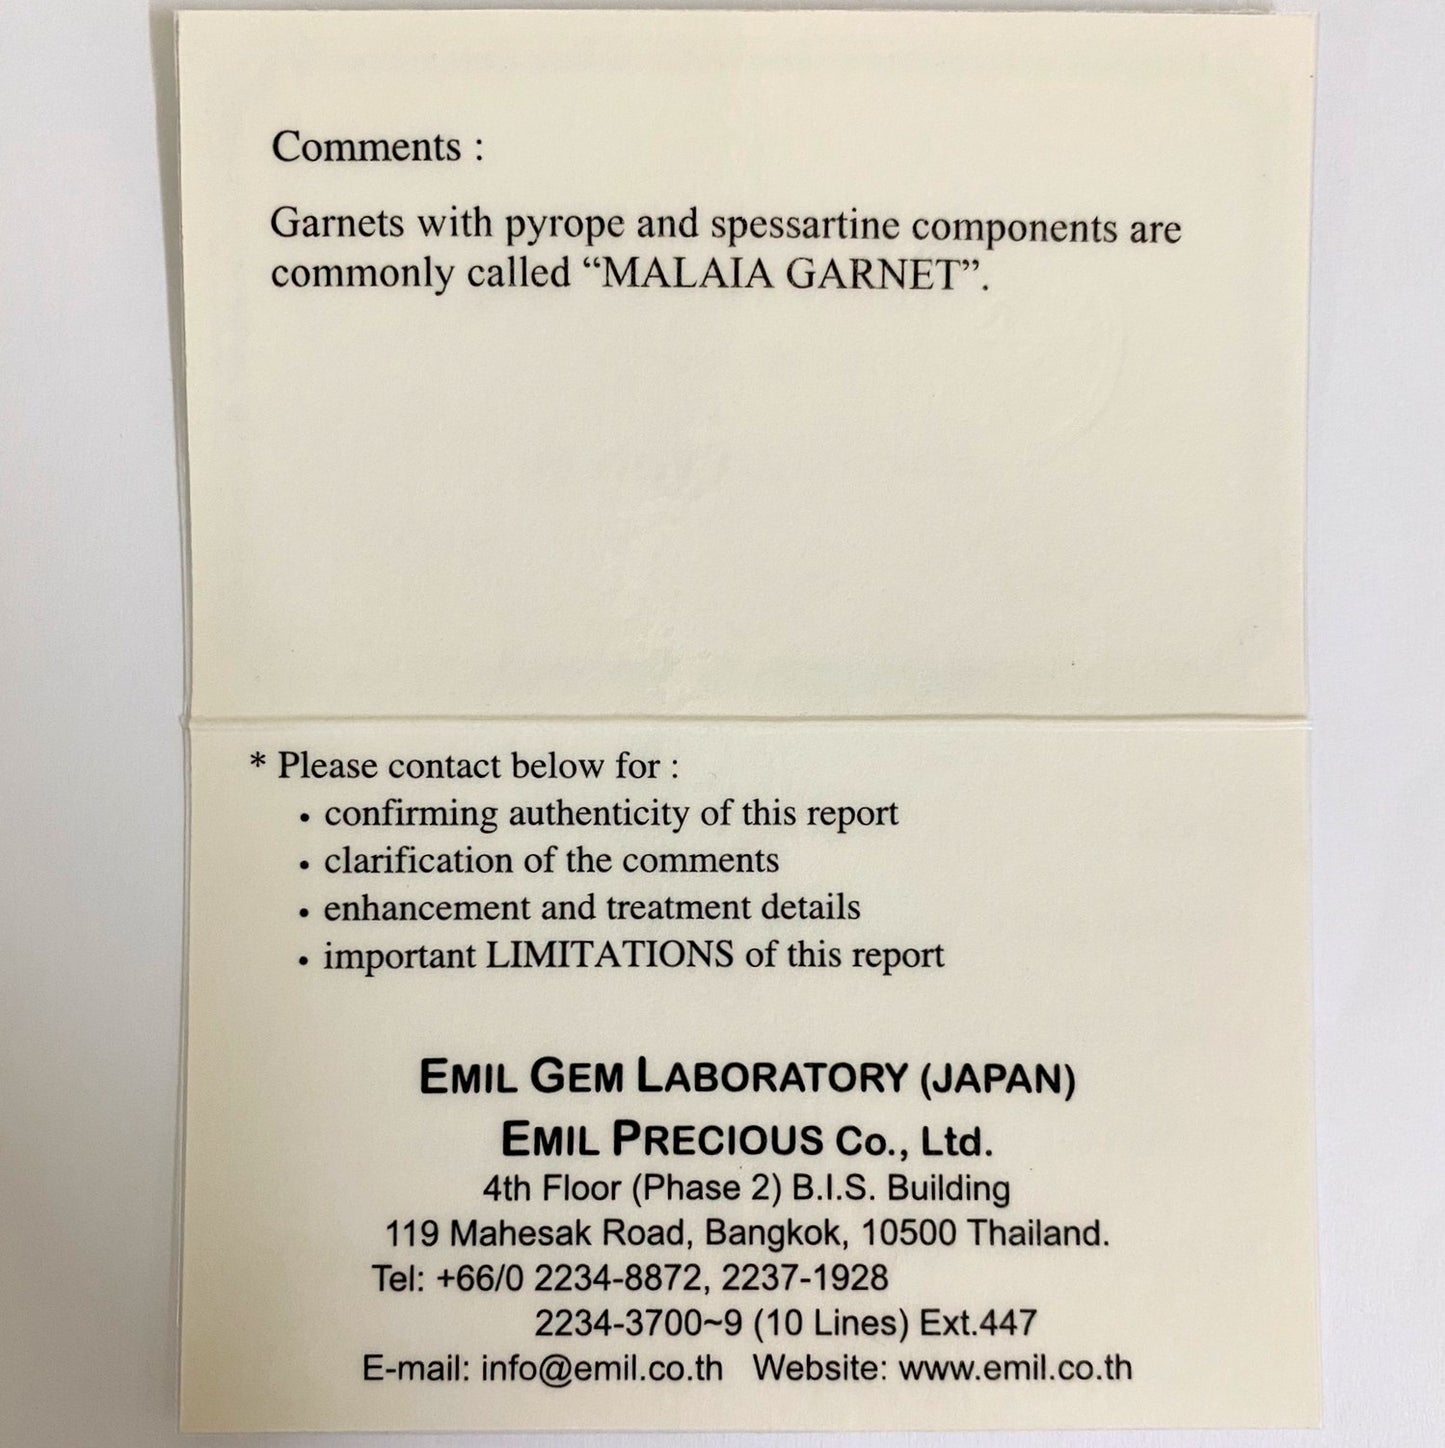 Comments :
Garnets with pyrope and spessartine components are
commonly called “MALAIA GARNET”.
* Please contact below for :
• confirming authenticity of this report
• clarification of the comments
• enhancement and treatment details
• important LIMITATIONS of this report
EMIL GEM LABORATORY (JAPAN)
EMIL PRECIOUS Co., Ltd.
4th Floor (Phase 2) B.I.S. Building
119 Mahesak Road, Bangkok, 10500 Thailand.
Tel: +66/0 2234-8872, 2237-1928
2234-3700~9 (10 Lines) Ext.447
E-mail: info@emil.co.th Website: www.emil.co.th